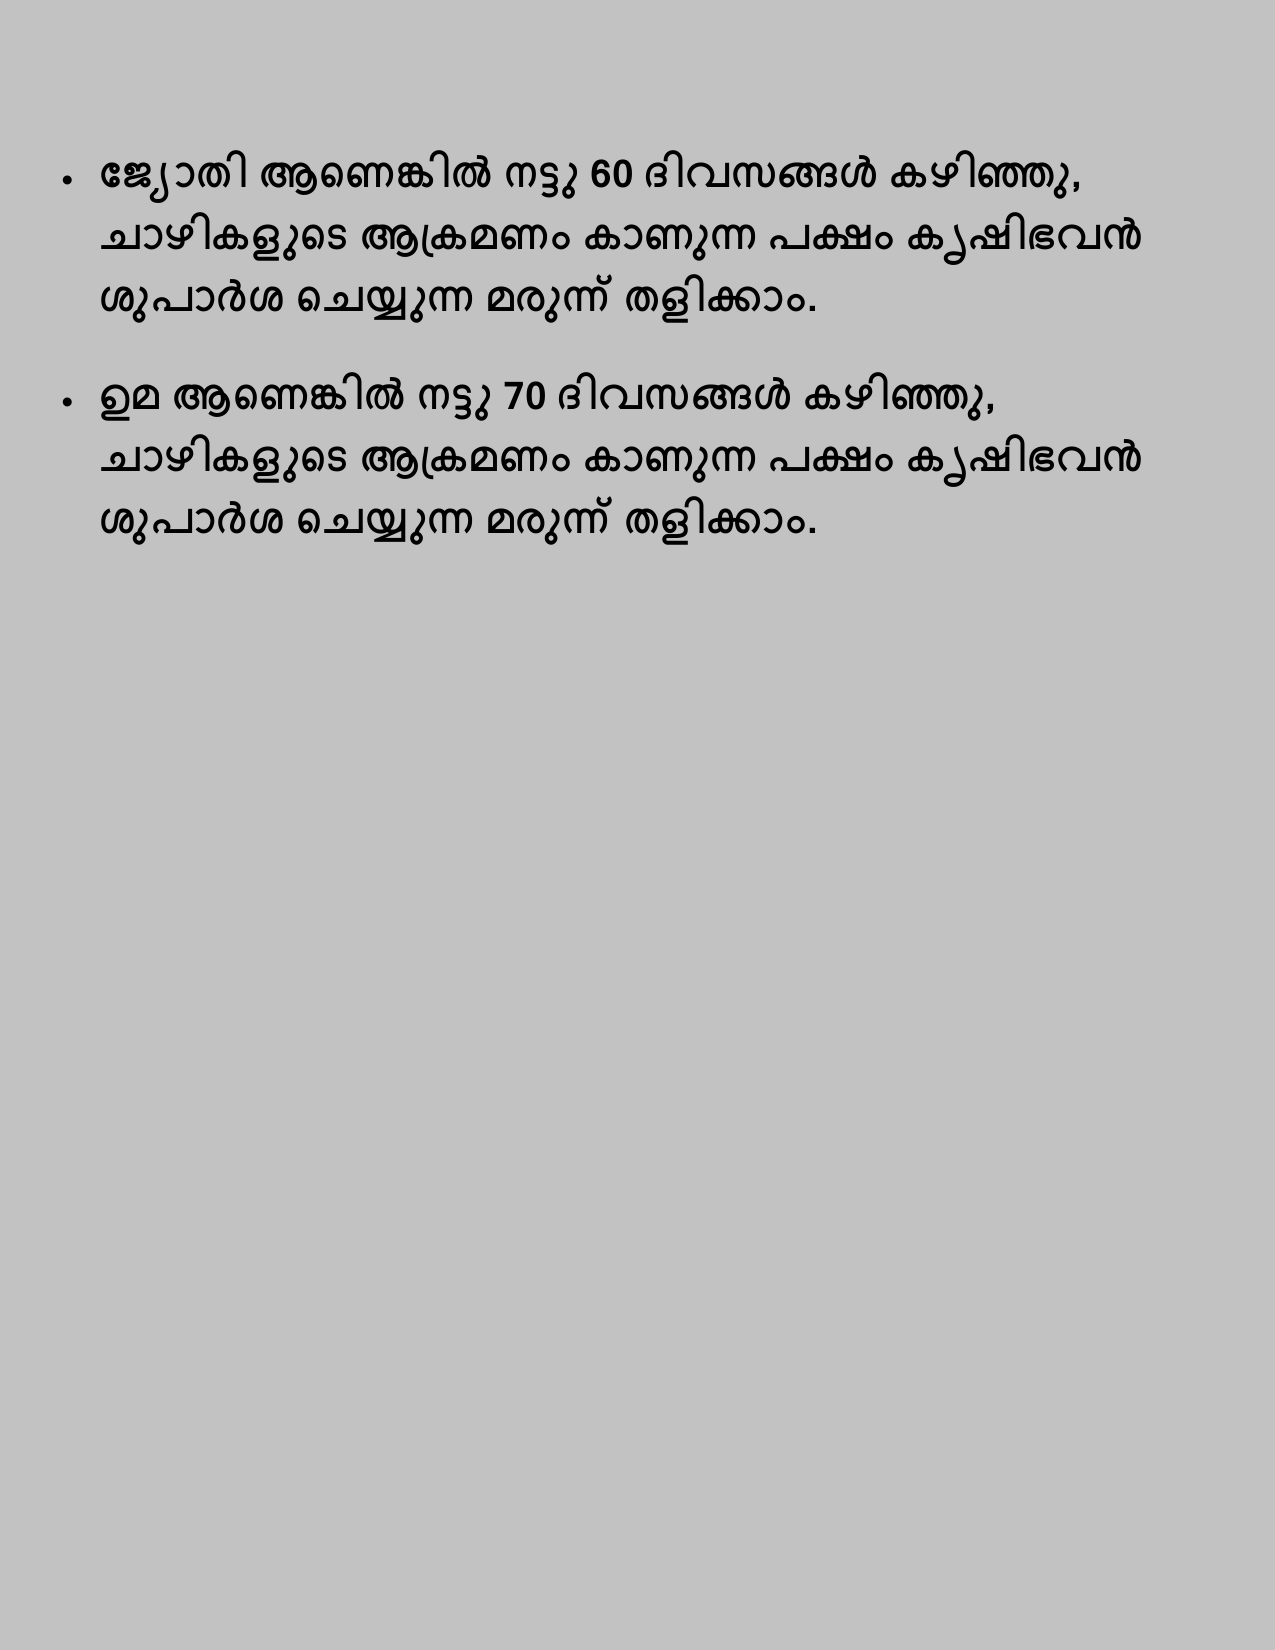 • ജ്യോതി ആണെങ്കിൽ നട്ടു 60 ദിവസങ്ങൾ കഴിഞ്ഞു,
ചാഴികളുടെ ആക്രമണം കാണുന്ന പക്ഷം കൃഷിഭവൻ
ശുപാർശ ചെയ്യുന്ന മരുന്ന് തളിക്കാം.
• ഉമ ആണെങ്കിൽ നട്ടു 70 ദിവസങ്ങൾ കഴിഞ്ഞു,
ചാഴികളുടെ ആക്രമണം കാണുന്ന പക്ഷം കൃഷിഭവൻ
ശുപാർശ ചെയ്യുന്ന മരുന്ന് തളിക്കാം.